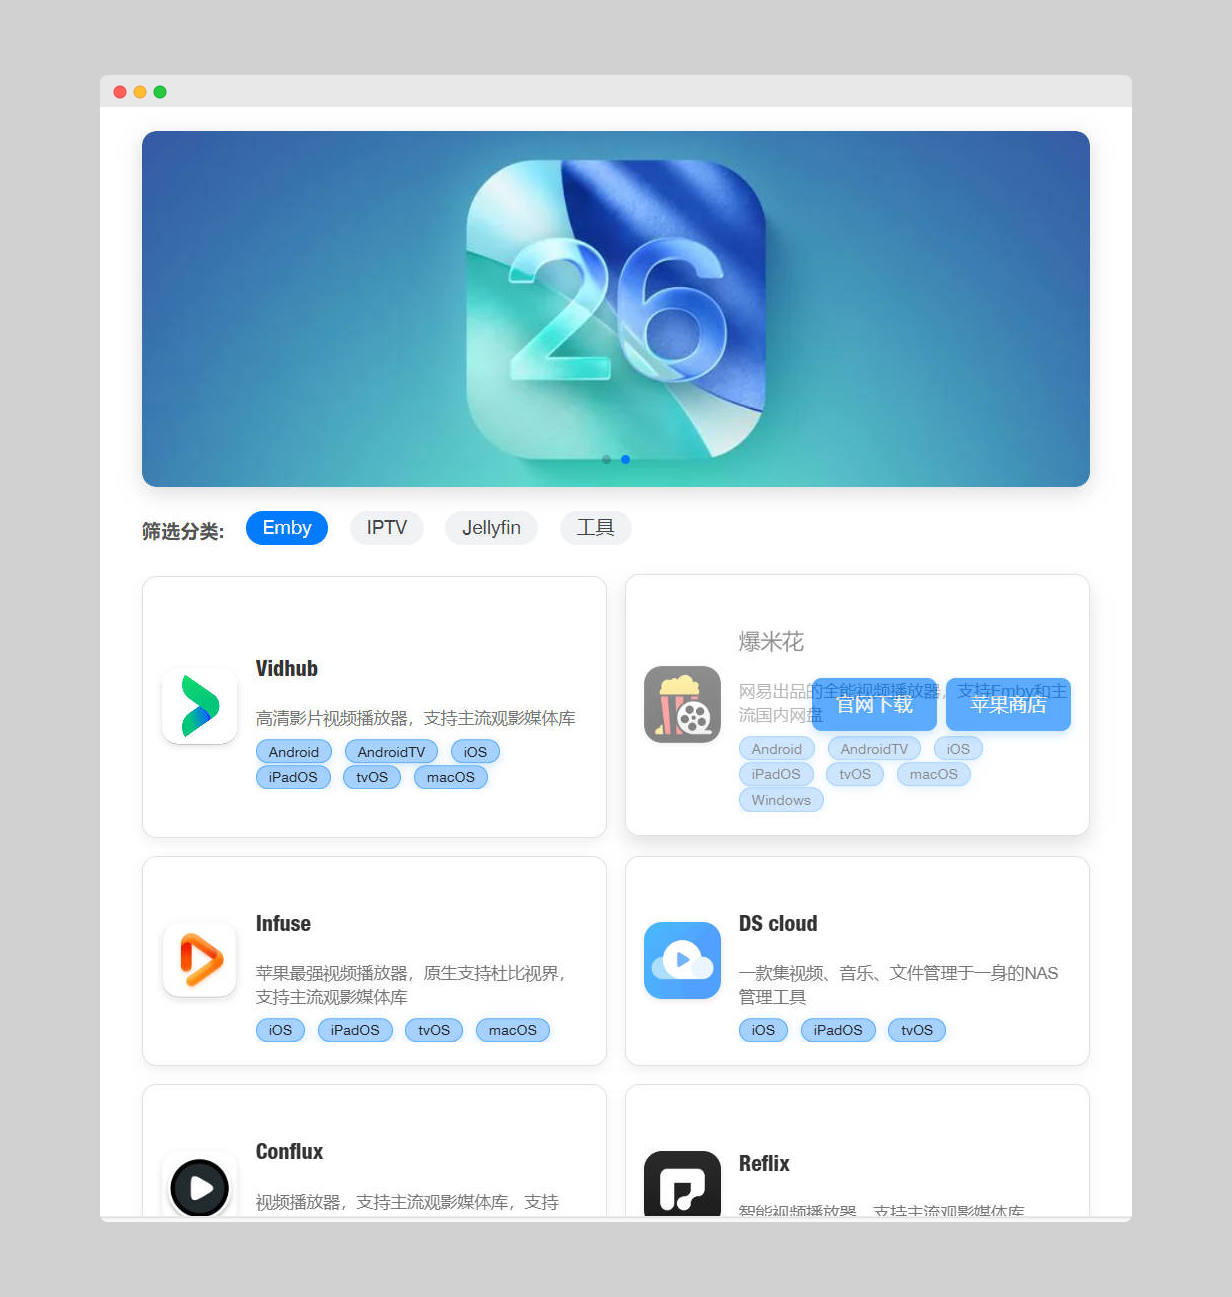 26
筛选分类:
Emby
IPTV
Jellyfin
工具
Vidhub
高清影片视频播放器，支持主流观影媒体库
Android AndroidTV iOS
iPadOS tvOS macOS
爆米花
网易出品的全能视频播放器，支持Emby和主
流国内网盘
官网下载 苹果商店
Android AndroidTV iOS
iPadOS tvOS macOS
Windows
Infuse
苹果最强视频播放器，原生支持杜比视界，
支持主流观影媒体库
iOS iPadOS tvOS macOS
DS cloud
一款集视频、音乐、文件管理于一身的NAS
管理工具
iOS iPadOS tvOS
Conflux
视频播放器，支持主流观影媒体库，支持
Reflix
智能视频播放器，支持主流观影媒体库